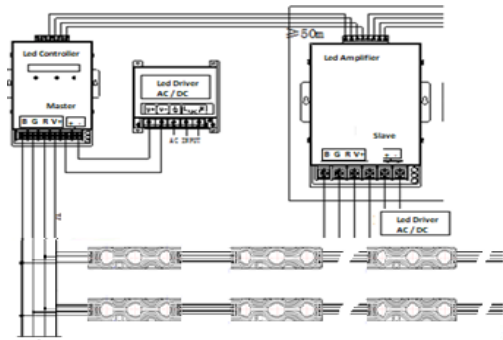 Led Controller
Master
B G R V+ + -
Led Driver
AC / DC
V+ V-
AC INPUT
≥50m
Led Amplifier
Slave
B G R V+ + -
Led Driver
AC / DC